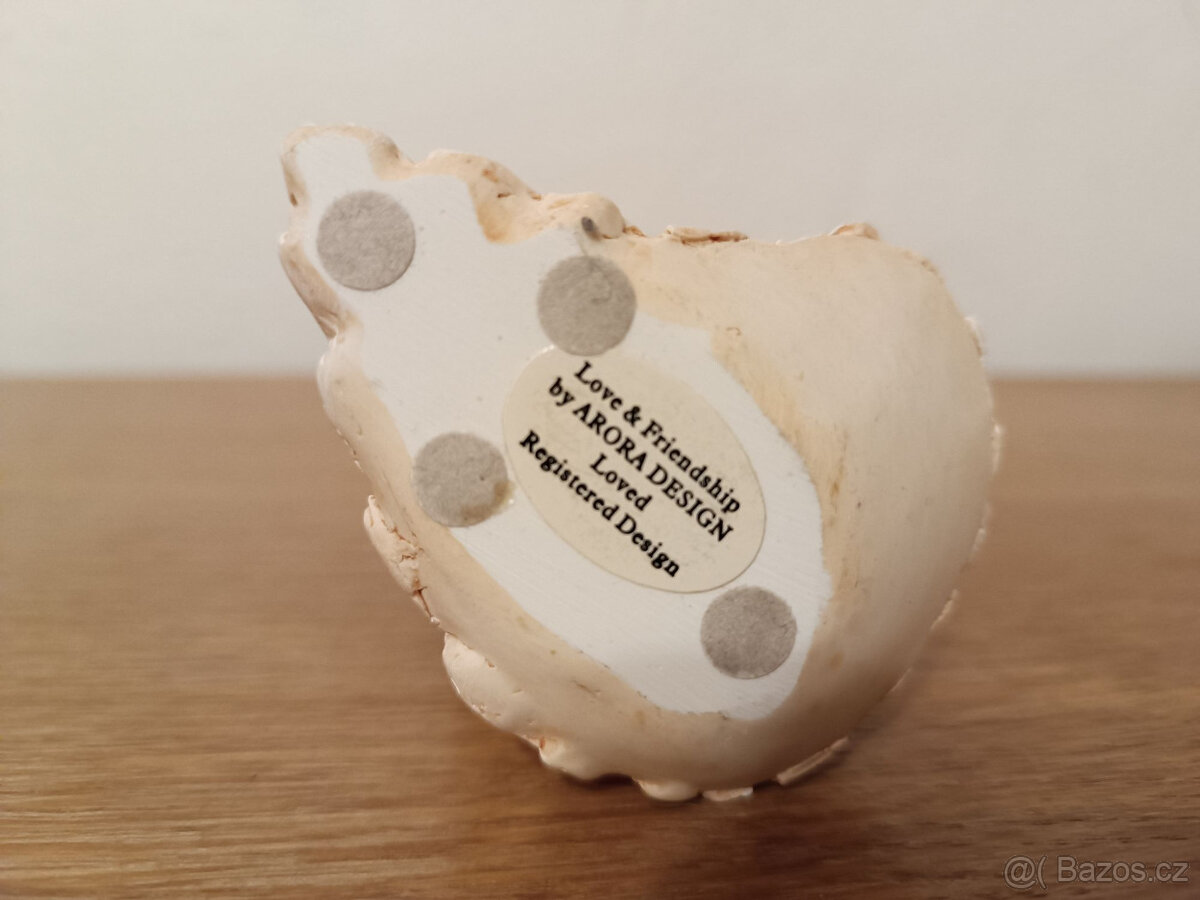 Love & Friendship
by ARORA DESIGN
Loved
Registered Design
@( Bazos.cz